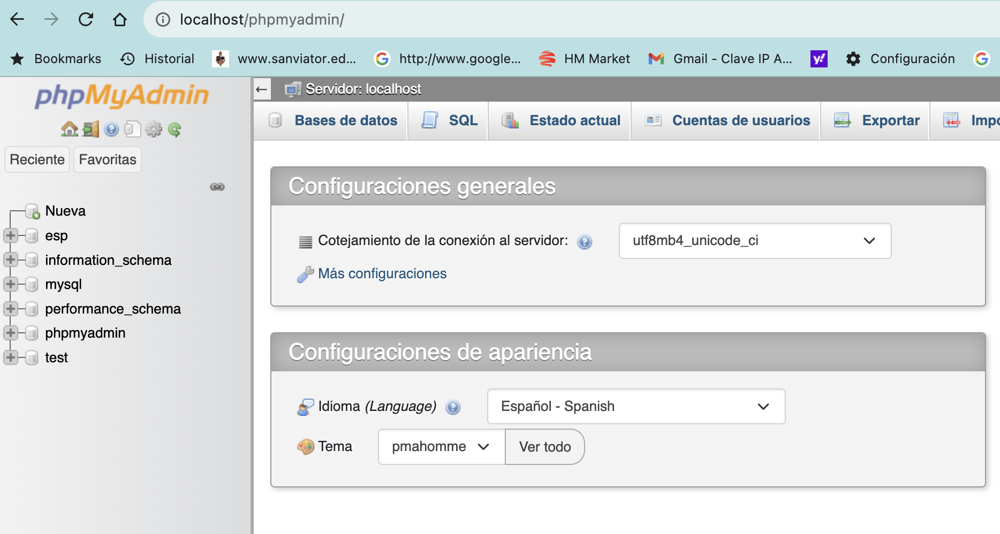 localhost/phpmyadmin/
Bookmarks Historial www.sanviator.ed... http://www.google... HM Market Gmail - Clave IP A... y! Configuración
phpMyAdmin
Servidor: localhost
Bases de datos SQL Estado actual Cuentas de usuarios Exportar Impo
Reciente Favoritas
Nueva
esp
information_schema
mysql
performance_schema
phpmyadmin
test
Configuraciones generales
Cotejamiento de la conexión al servidor: utf8mb4_unicode_ci
Más configuraciones
Configuraciones de apariencia
Idioma (Language) Español - Spanish
Tema pmahomme Ver todo